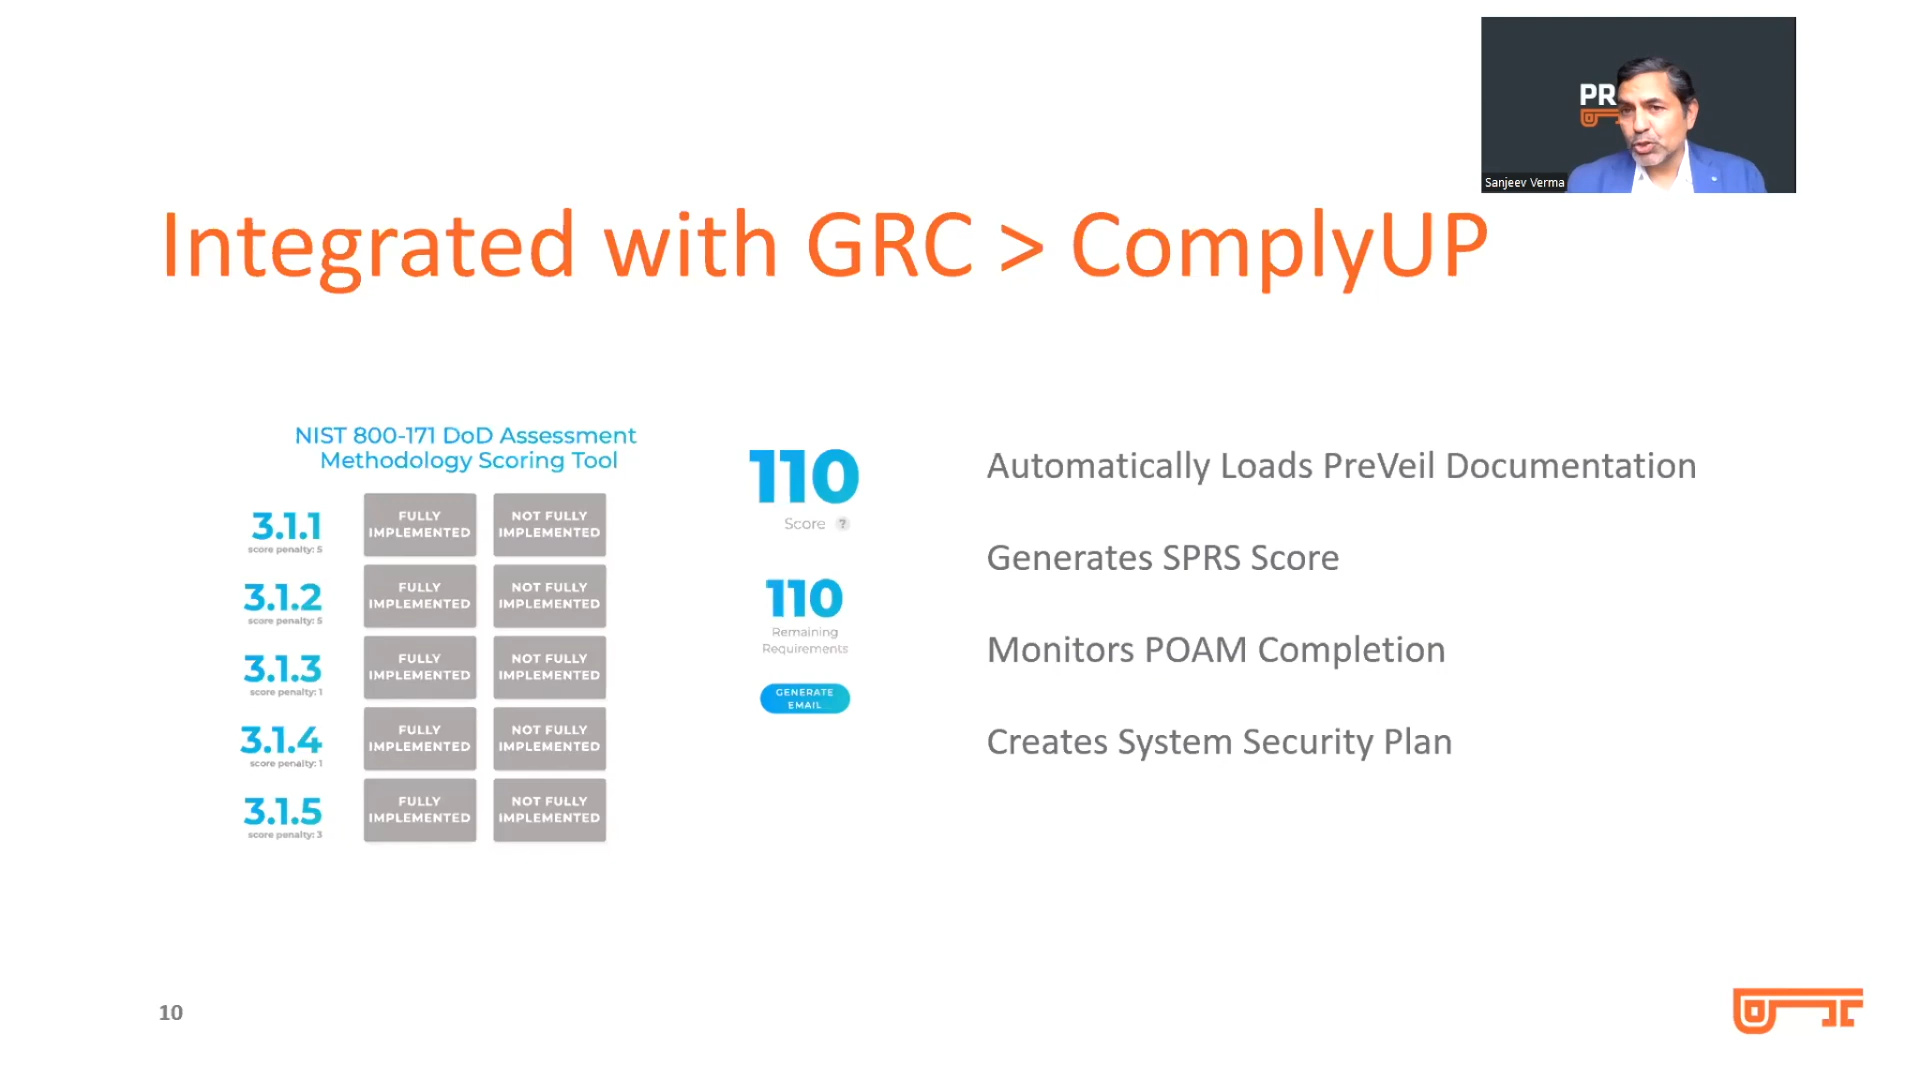 PR
Sanjeev Verma
Integrated with GRC > ComplyUP
NIST 800-171 DoD Assessment
Methodology Scoring Tool
3.1.1
score penalty: 5
FULLY
IMPLEMENTED
NOT FULLY
IMPLEMENTED
3.1.2
score penalty: 5
FULLY
IMPLEMENTED
NOT FULLY
IMPLEMENTED
3.1.3
score penalty: 1
FULLY
IMPLEMENTED
NOT FULLY
IMPLEMENTED
3.1.4
score penalty: 1
FULLY
IMPLEMENTED
NOT FULLY
IMPLEMENTED
3.1.5
score penalty: 3
FULLY
IMPLEMENTED
NOT FULLY
IMPLEMENTED
110
Score ?
110
Remaining
Requirements
GENERATE
EMAIL
Automatically Loads PreVeil Documentation
Generates SPRS Score
Monitors POAM Completion
Creates System Security Plan
10